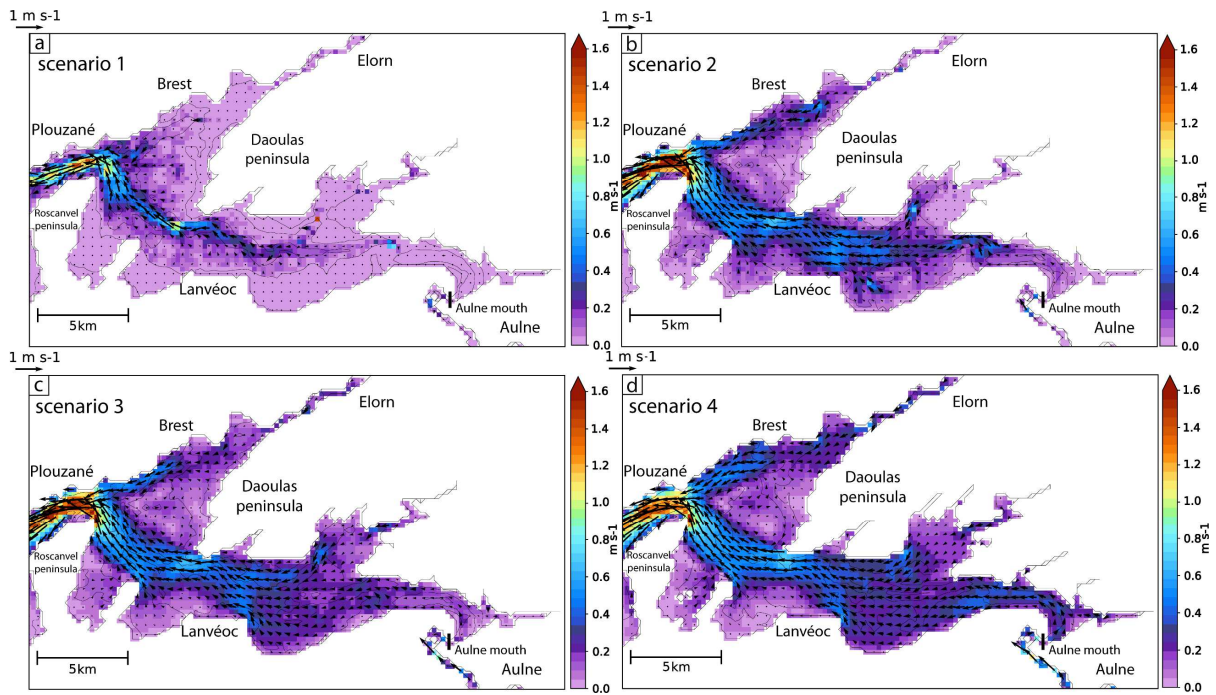 1 m s-1
a
scenario 1
Elorn
Brest
Plouzané
Daoulas
peninsula
Roscanvel
peninsula
Lanvéoc
5km
Aulne mouth
Aulne
1.6
1.4
1.2
1.0
0.8
0.6
0.4
0.2
0.0
m s-1
1 m s-1
b
scenario 2
Elorn
Brest
Plouzané
Daoulas
peninsula
Roscanvel
peninsula
Lanvéoc
5km
Aulne mouth
Aulne
1.6
1.4
1.2
1.0
0.8
0.6
0.4
0.2
0.0
m s-1
1 m s-1
c
scenario 3
Elorn
Brest
Plouzané
Daoulas
peninsula
Roscanvel
peninsula
Lanvéoc
5km
Aulne mouth
Aulne
1.6
1.4
1.2
1.0
0.8
0.6
0.4
0.2
0.0
m s-1
1 m s-1
d
scenario 4
Elorn
Brest
Plouzané
Daoulas
peninsula
Roscanvel
peninsula
Lanvéoc
5km
Aulne mouth
Aulne
1.6
1.4
1.2
1.0
0.8
0.6
0.4
0.2
0.0
m s-1